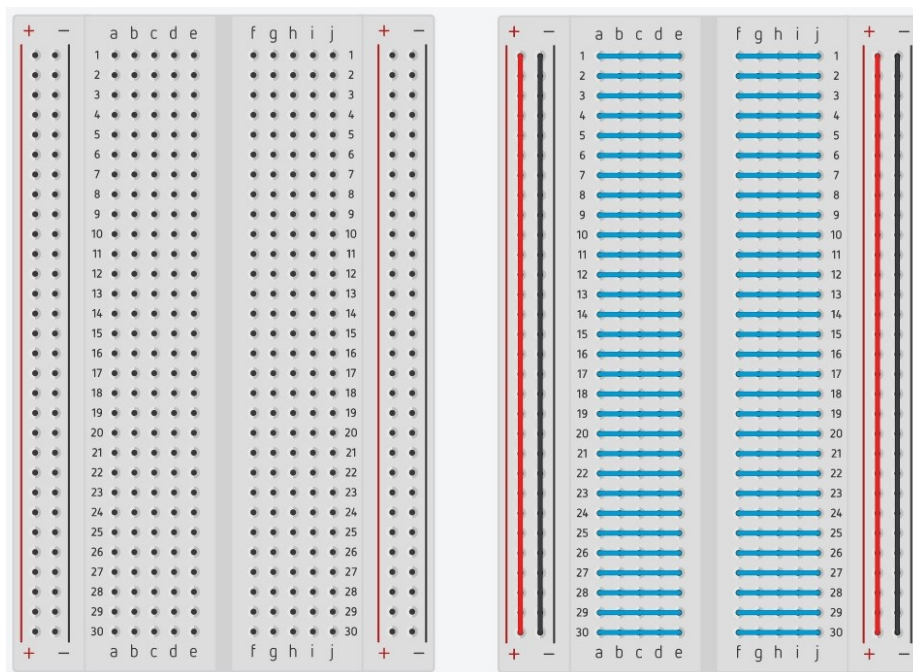 + − a b c d e f g h i j + − + − a b c d e f g h i j + −
1 1 1 1
2 2 2 2
3 3 3 3
4 4 4 4
5 5 5 5
6 6 6 6
7 7 7 7
8 8 8 8
9 9 9 9
10 10 10 10
11 11 11 11
12 12 12 12
13 13 13 13
14 14 14 14
15 15 15 15
16 16 16 16
17 17 17 17
18 18 18 18
19 19 19 19
20 20 20 20
21 21 21 21
22 22 22 22
23 23 23 23
24 24 24 24
25 25 25 25
26 26 26 26
27 27 27 27
28 28 28 28
29 29 29 29
30 30 30 30
+ − a b c d e f g h i j + − + − a b c d e f g h i j + −